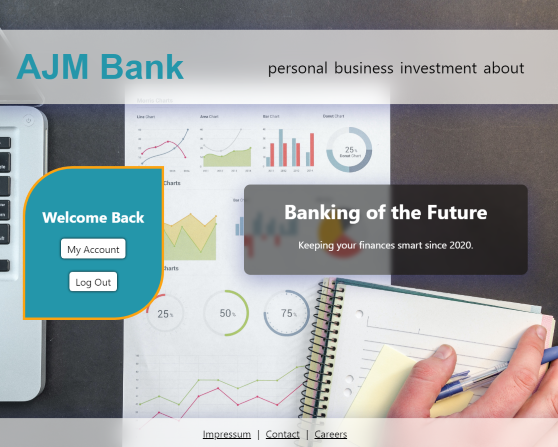 AJM Bank
personal business investment about
Line Chart
Area Chart
Bar Chart
Donut Chart
25%
Donut Chart
Charts
Welcome Back
My Account
Log Out
Banking of the Future
Keeping your finances smart since 2020.
Charts
25%
50%
75%
Impressum | Contact | Careers